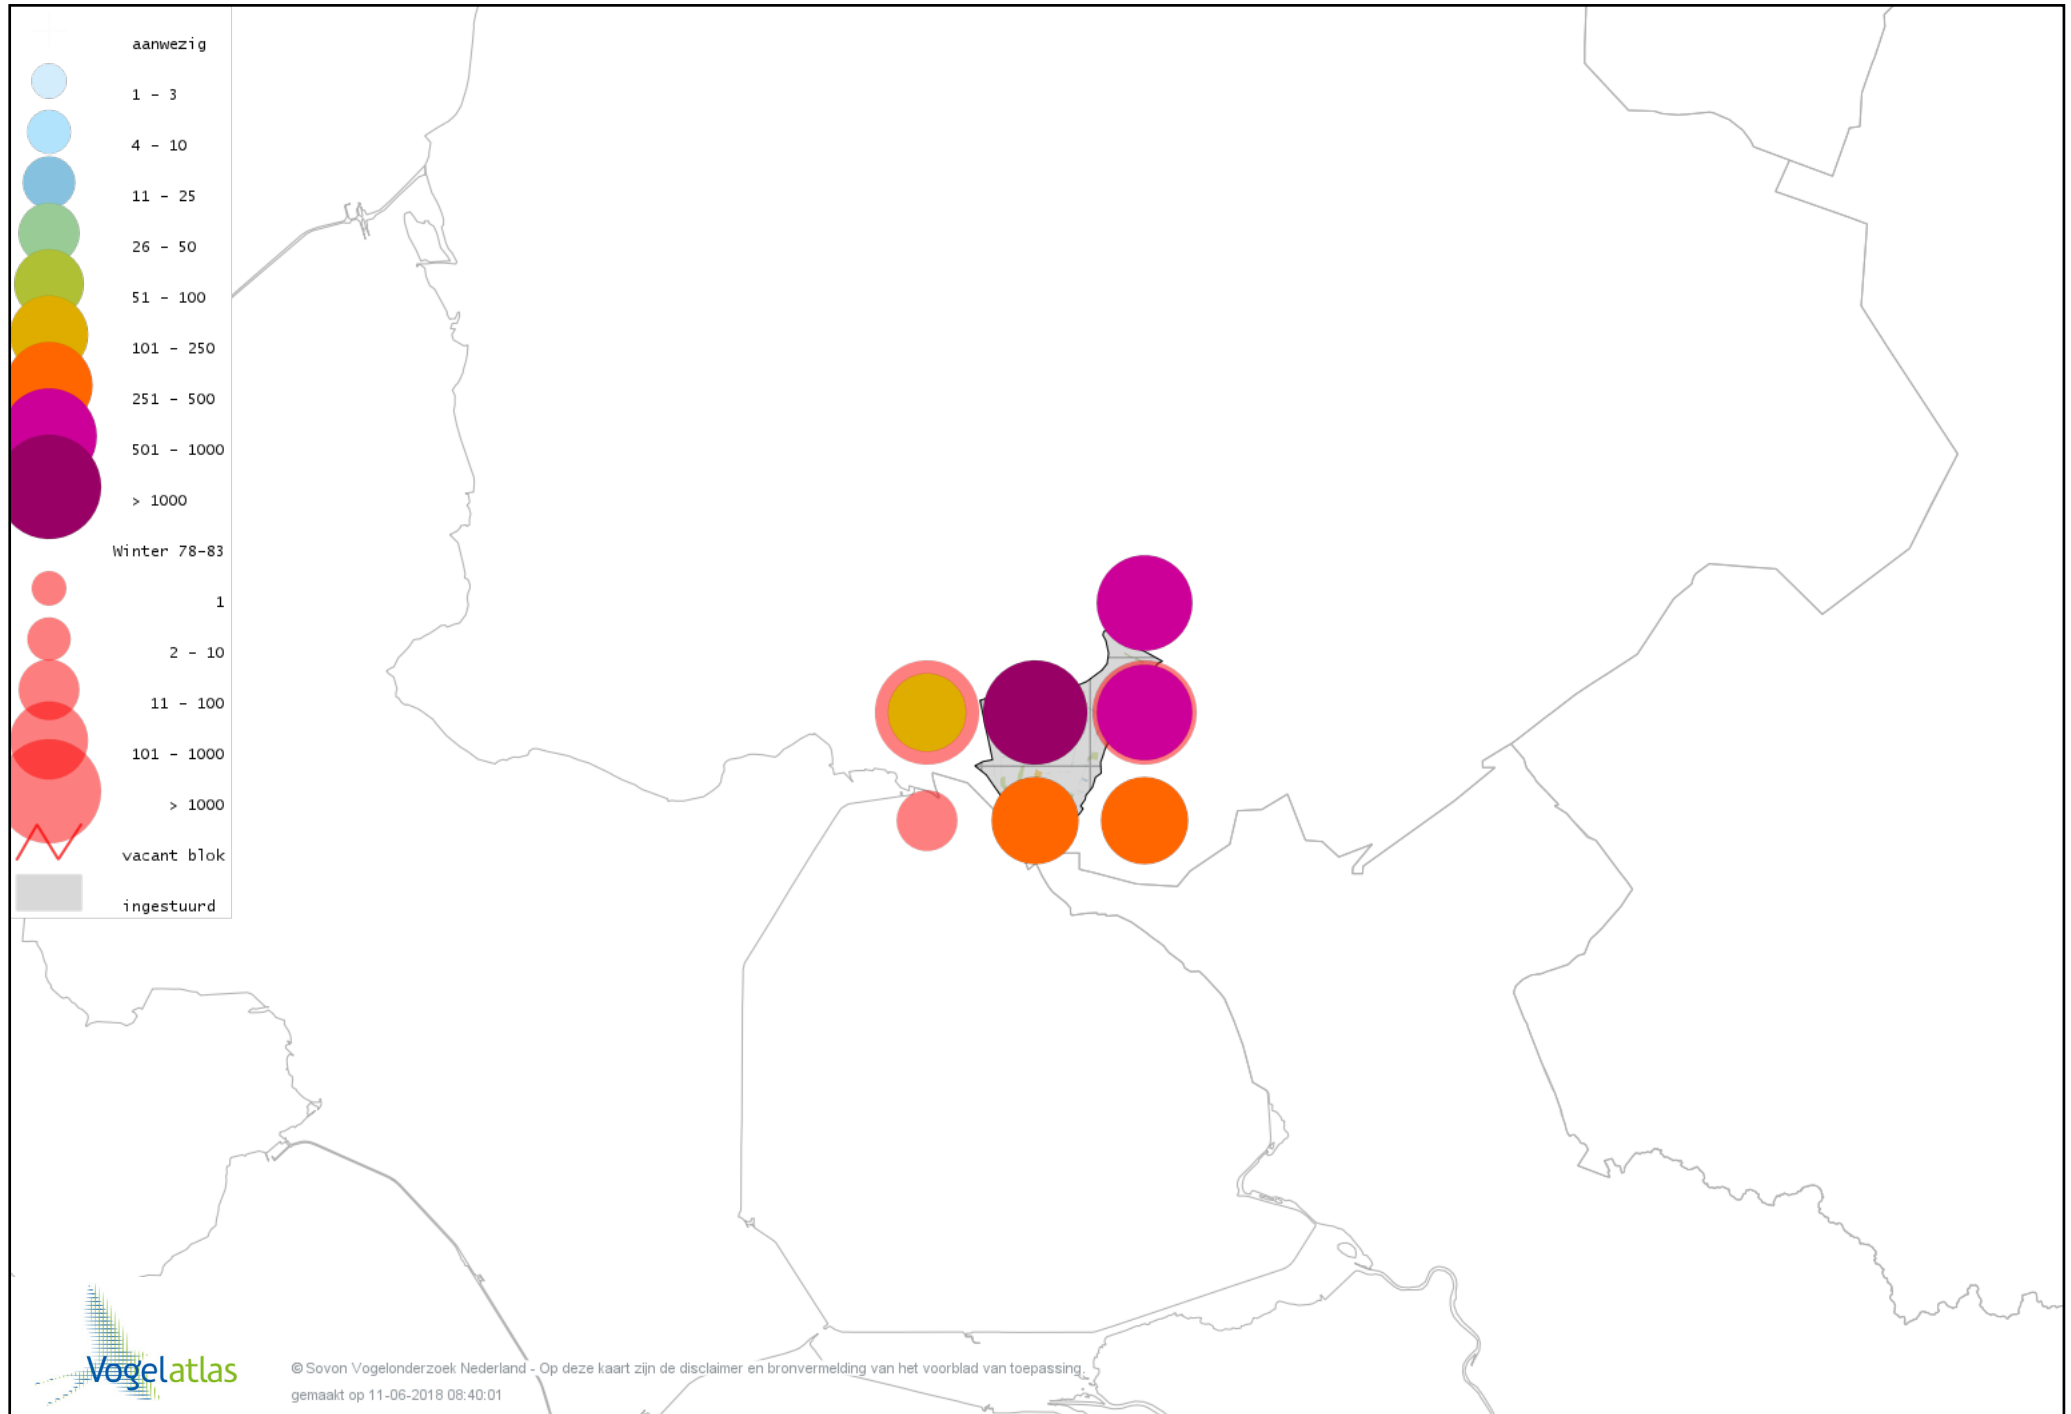 aanwezig
1 - 3
4 - 10
11 - 25
26 - 50
51 - 100
101 - 250
251 - 500
501 - 1000
> 1000
Winter 78-83
1
2 - 10
11 - 100
101 - 1000
> 1000
vacant blok
ingestuurd
Vogelatlas
© Sovon Vogelonderzoek Nederland - Op deze kaart zijn de disclaimer en bronvermelding van het voorblad van toepassing.
gemaakt op 11-06-2018 08:40:01